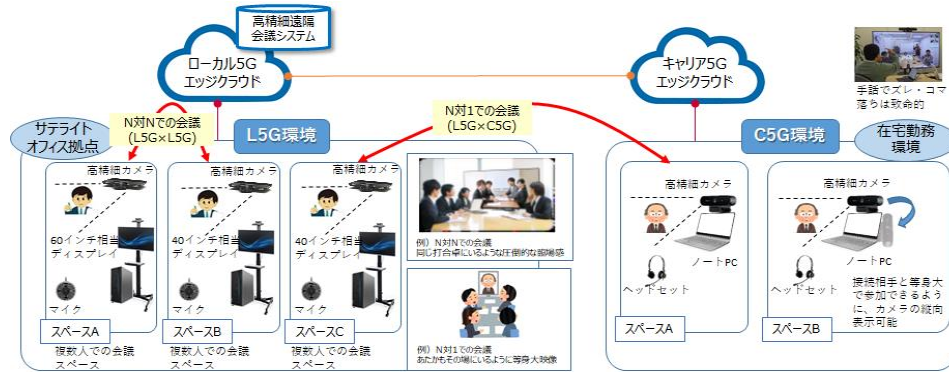 高精細遠隔
会議システム
ローカル5G
エッジクラウド
キャリア5G
エッジクラウド
手話でズレ・コマ
落ちは致命的
サテライト
オフィス拠点
N対Nでの会議
(L5G×L5G)
L5G環境
N対1での会議
(L5G×C5G)
C5G環境
在宅勤務
環境
高精細カメラ
60インチ相当
ディスプレイ
マイク
スペースA
複数人での会議
スペース
高精細カメラ
40インチ相当
ディスプレイ
マイク
スペースB
複数人での会議
スペース
高精細カメラ
40インチ相当
ディスプレイ
マイク
スペースC
複数人での会議
スペース
例）N対Nでの会議
同じ打合卓にいるような圧倒的な臨場感
例）N対1での会議
あたかもその場にいるように等身大映像
高精細カメラ
ノートPC
ヘッドセット
スペースA
高精細カメラ
ノートPC
ヘッドセット
接続相手と等身大
で参加できるよう
に、カメラの縦向
表示可能
スペースB